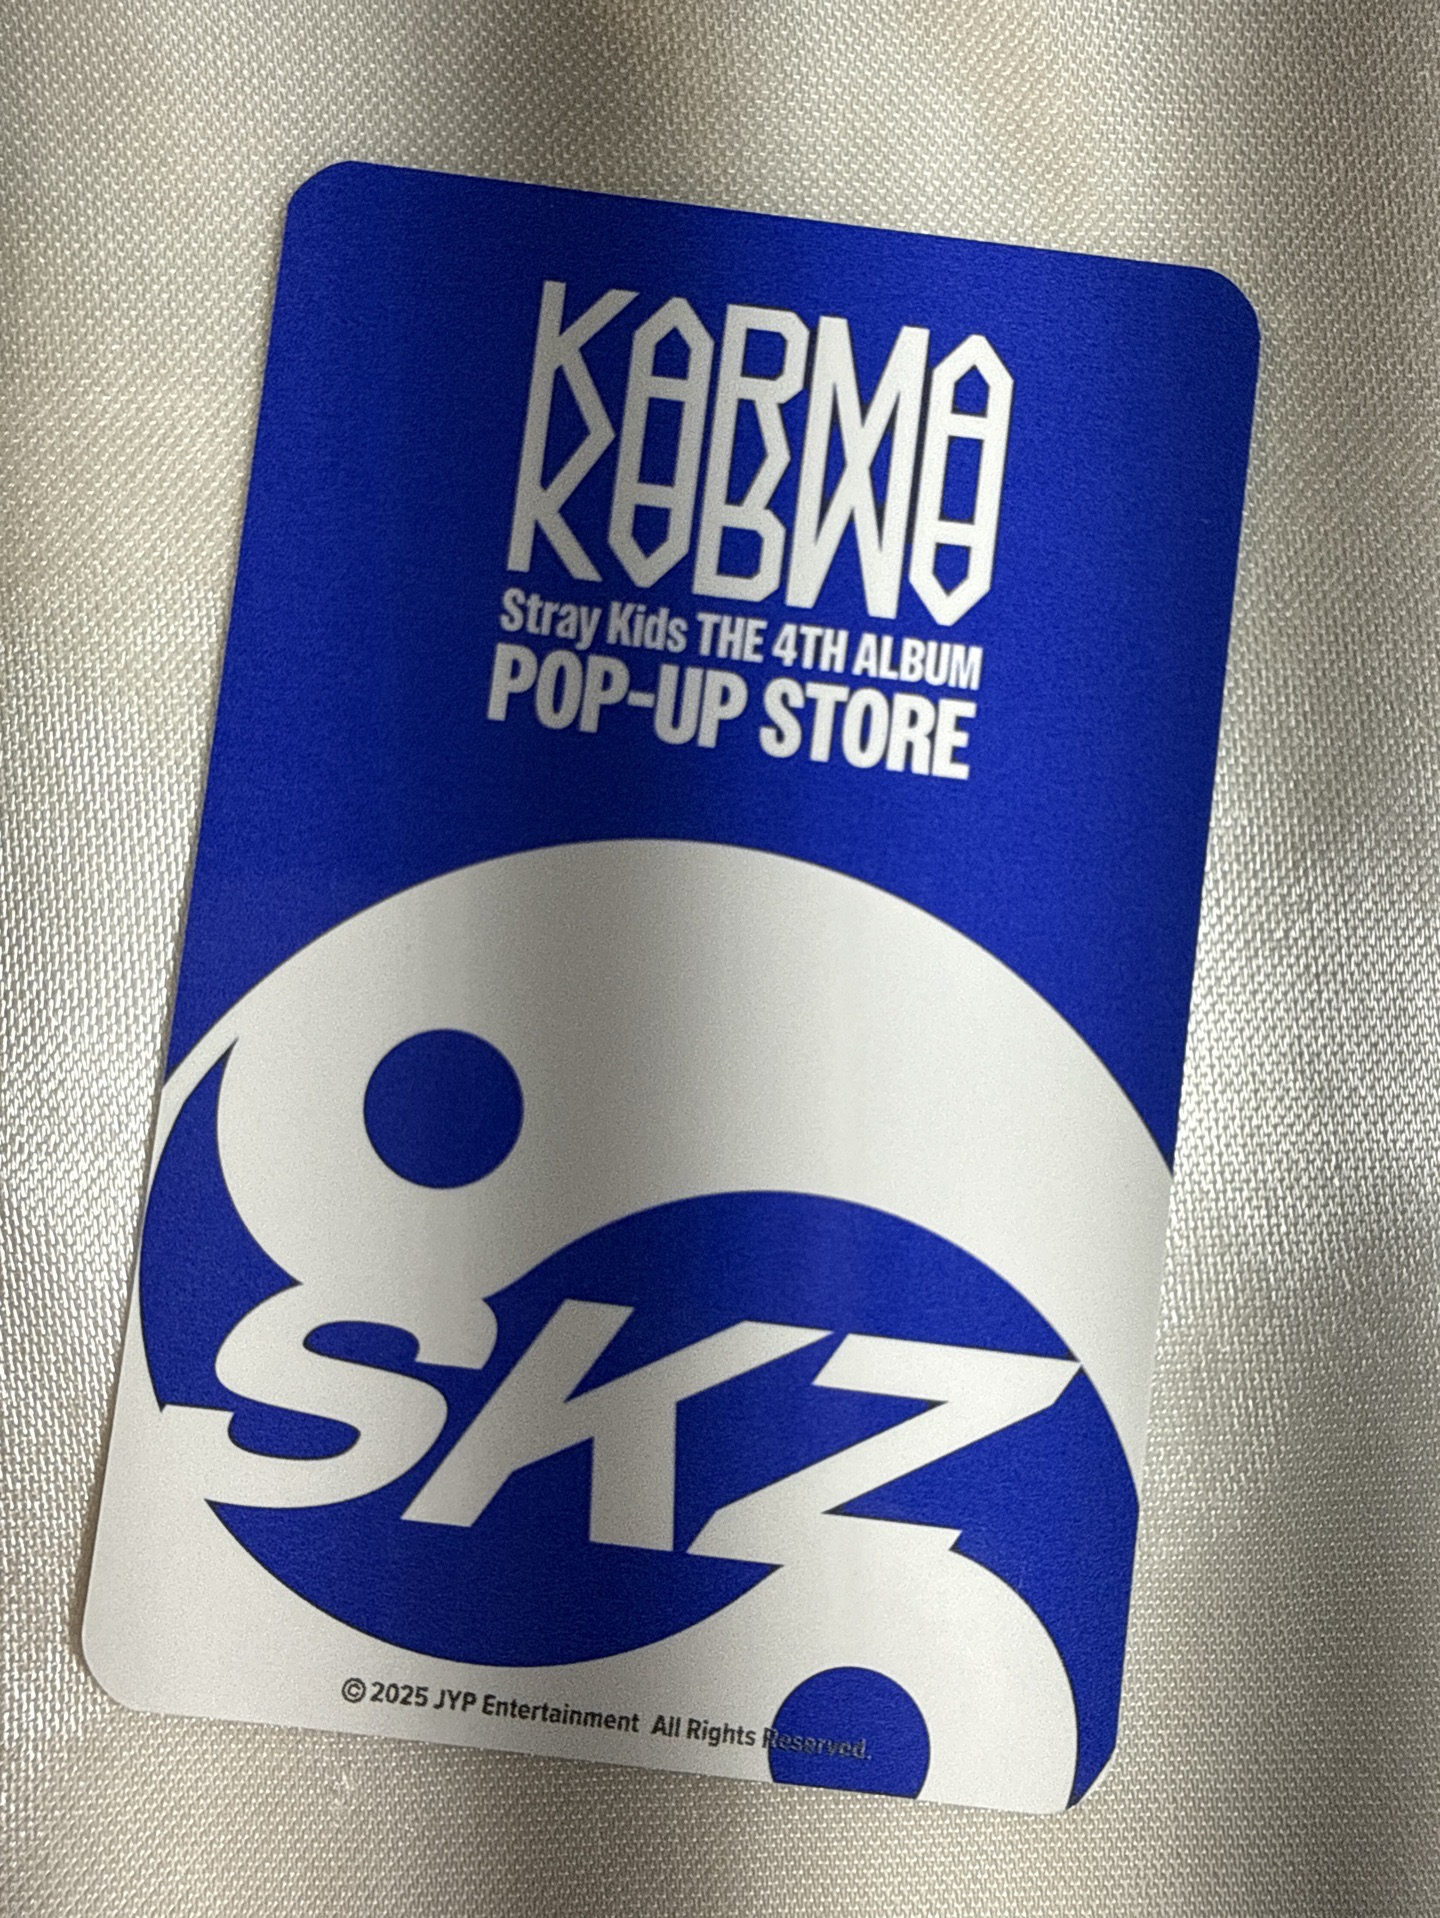 KARMA
Stray Kids THE 4TH ALBUM
POP-UP STORE
SKZ
© 2025 JYP Entertainment All Rights Reserved.